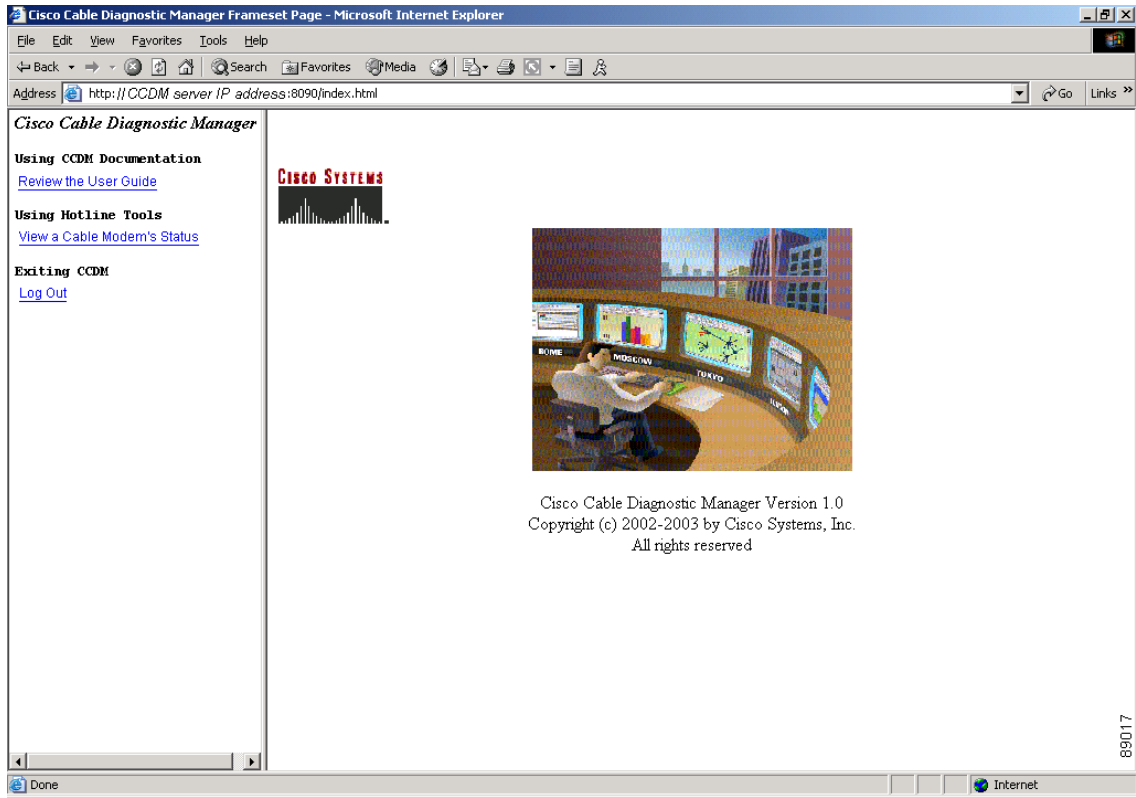 Cisco Cable Diagnostic Manager Frameset Page - Microsoft Internet Explorer
File Edit View Favorites Tools Help
Back Search Favorites Media
Address http://CCDM server IP address:8090/index.html Go Links »
Cisco Cable Diagnostic Manager
Using CCDM Documentation
Review the User Guide
Using Hotline Tools
View a Cable Modem's Status
Exiting CCDM
Log Out
CISCO SYSTEMS
ROME MOSCOW TOKYO
Cisco Cable Diagnostic Manager Version 1.0
Copyright (c) 2002-2003 by Cisco Systems, Inc.
All rights reserved
89017
Done Internet